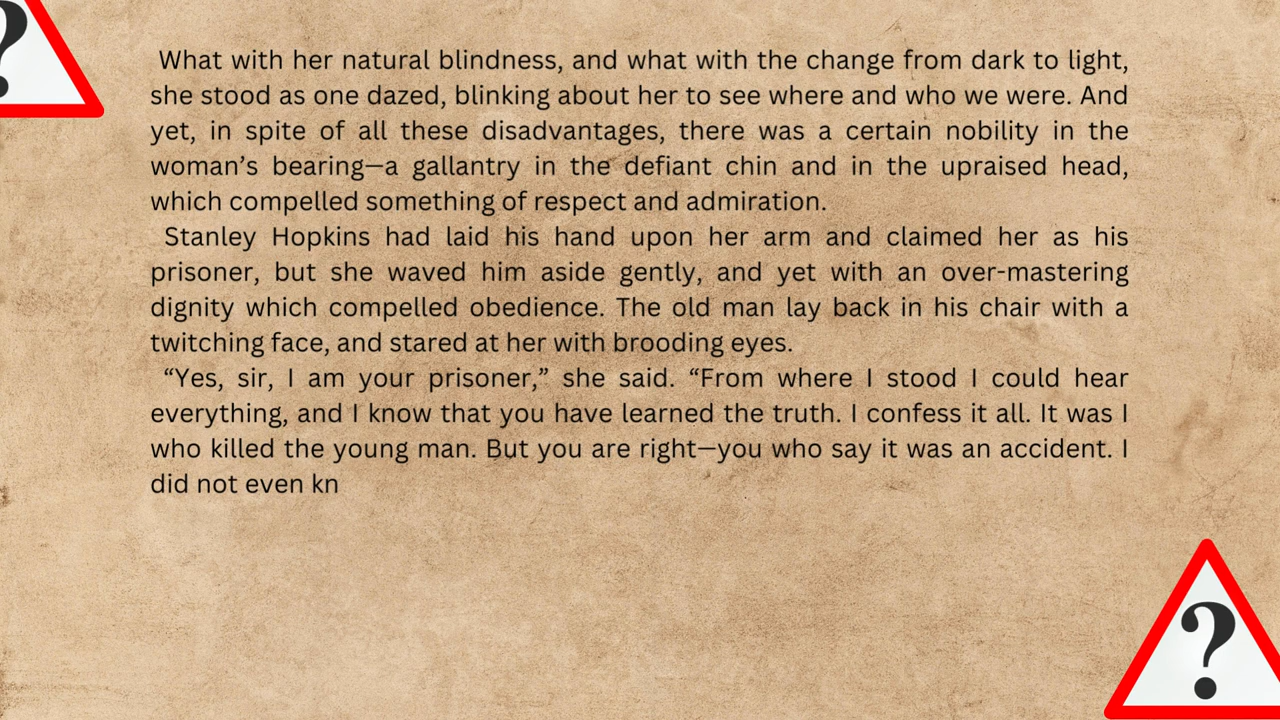 ?
What with her natural blindness, and what with the change from dark to light,
she stood as one dazed, blinking about her to see where and who we were. And
yet, in spite of all these disadvantages, there was a certain nobility in the
woman’s bearing—a gallantry in the defiant chin and in the upraised head,
which compelled something of respect and admiration.
Stanley Hopkins had laid his hand upon her arm and claimed her as his
prisoner, but she waved him aside gently, and yet with an over-mastering
dignity which compelled obedience. The old man lay back in his chair with a
twitching face, and stared at her with brooding eyes.
“Yes, sir, I am your prisoner,” she said. “From where I stood I could hear
everything, and I know that you have learned the truth. I confess it all. It was I
who killed the young man. But you are right—you who say it was an accident. I
did not even kn
?